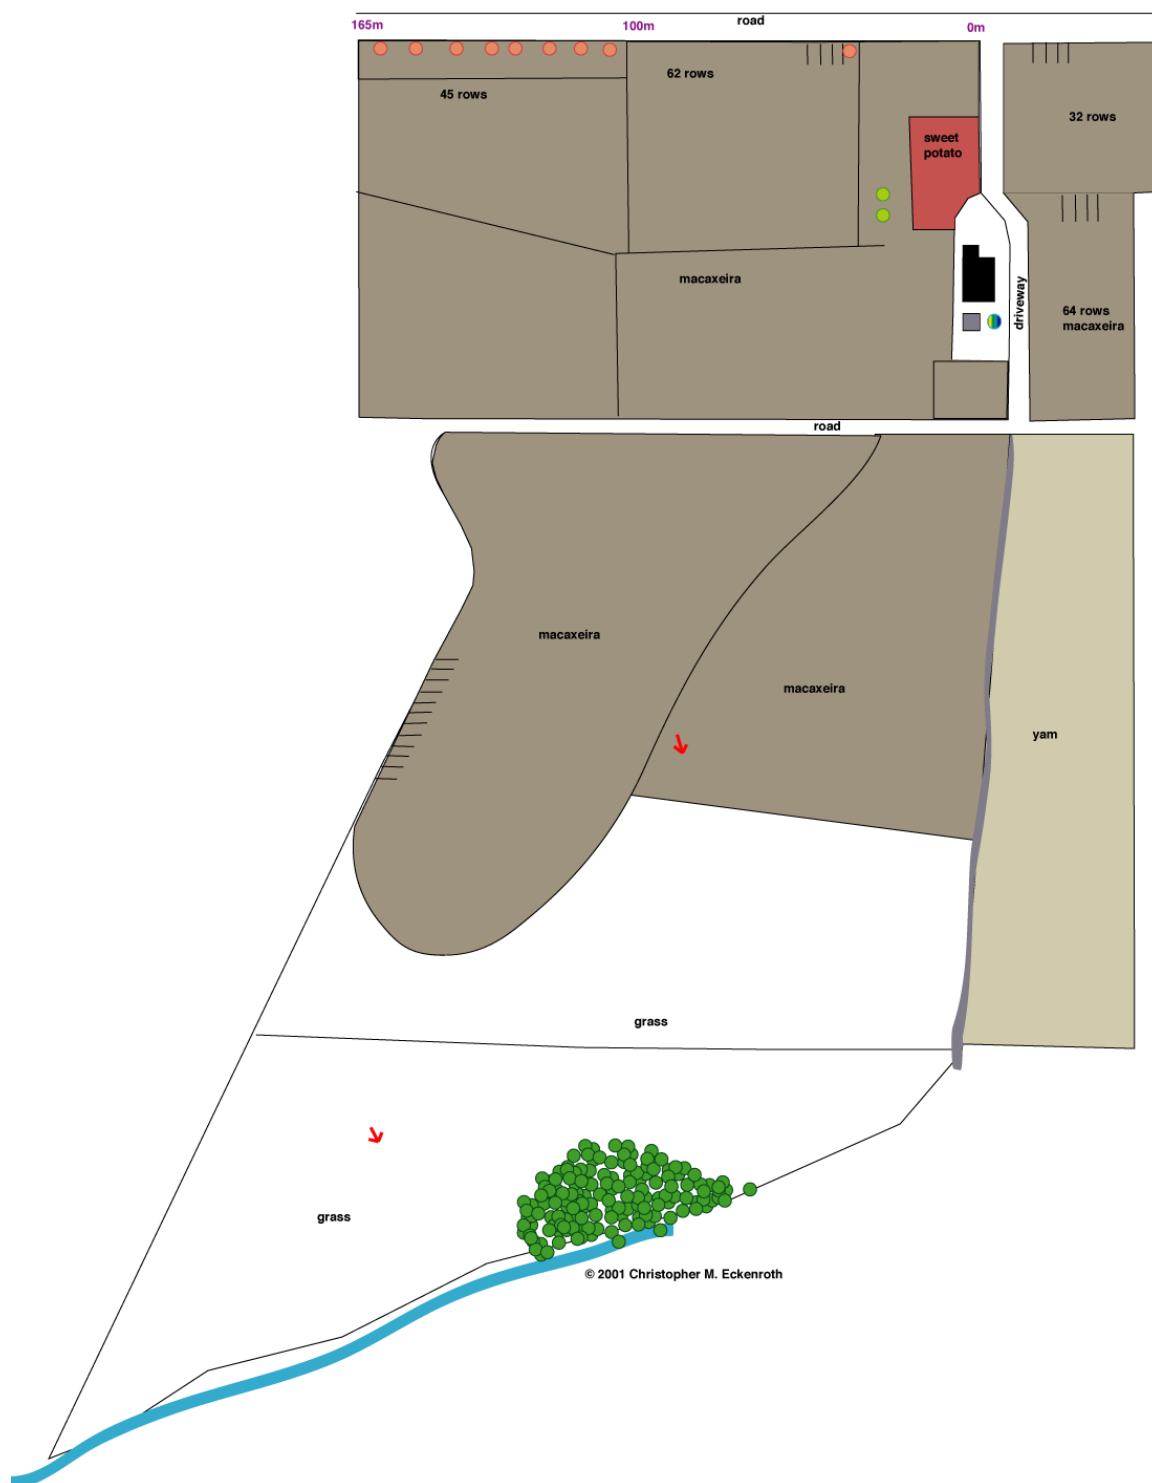 road
165m
100m
0m
62 rows
45 rows
32 rows
sweet
potato
macaxeira
driveway
64 rows
macaxeira
road
macaxeira
macaxeira
yam
grass
grass
© 2001 Christopher M. Eckenroth